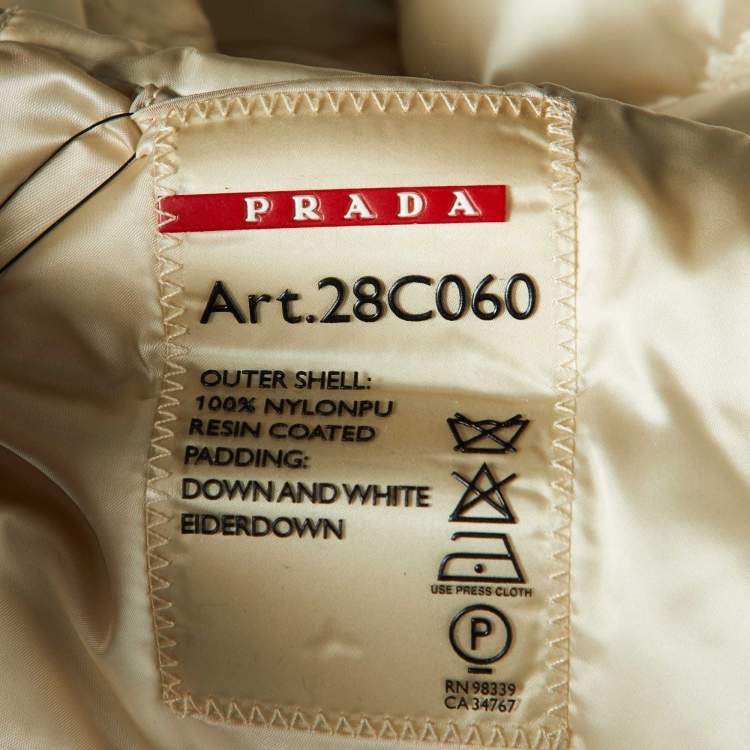 PRADA
Art.28C060
OUTER SHELL:
100% NYLONPU
RESIN COATED
PADDING:
DOWN AND WHITE
EIDERDOWN
USE PRESS CLOTH
P
RN 98339
CA 34767